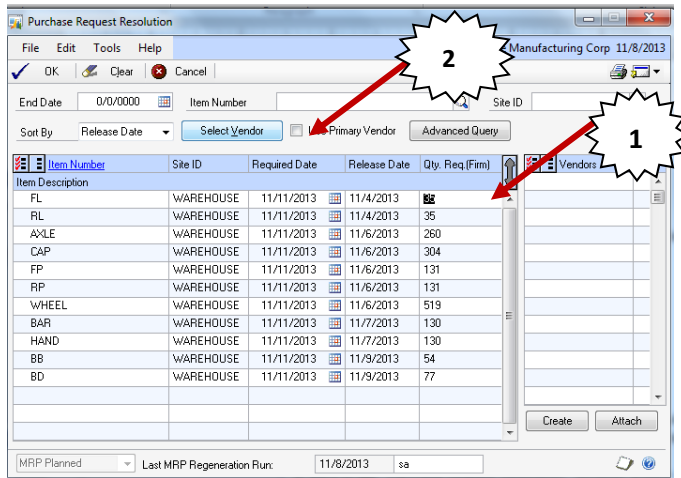 Purchase Request Resolution
File Edit Tools Help
Manufacturing Corp 11/8/2013
OK Clear Cancel
End Date 0/0/0000 Item Number Site ID
Sort By Release Date Select Vendor Primary Vendor Advanced Query
2
1
Item Number Site ID Required Date Release Date Qty. Req.(Firm) Vendors
Item Description
FL WAREHOUSE 11/11/2013 11/4/2013 35
RL WAREHOUSE 11/11/2013 11/4/2013 35
AXLE WAREHOUSE 11/11/2013 11/6/2013 260
CAP WAREHOUSE 11/11/2013 11/6/2013 304
FP WAREHOUSE 11/11/2013 11/6/2013 131
RP WAREHOUSE 11/11/2013 11/6/2013 131
WHEEL WAREHOUSE 11/11/2013 11/6/2013 519
BAR WAREHOUSE 11/11/2013 11/7/2013 130
HAND WAREHOUSE 11/11/2013 11/7/2013 130
BB WAREHOUSE 11/11/2013 11/9/2013 54
BD WAREHOUSE 11/11/2013 11/9/2013 77
Create Attach
MRP Planned Last MRP Regeneration Run: 11/8/2013 sa